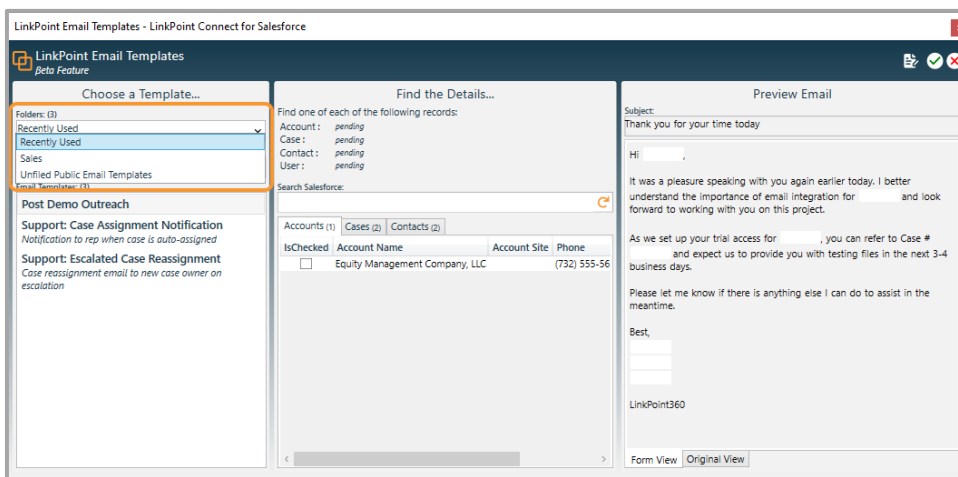 LinkPoint Email Templates - LinkPoint Connect for Salesforce
LinkPoint Email Templates
Beta Feature
Choose a Template...
Folders: (3)
Recently Used
Recently Used
Sales
Unfiled Public Email Templates
Email Templates: (3)
Post Demo Outreach
Support: Case Assignment Notification
Notification to rep when case is auto-assigned
Support: Escalated Case Reassignment
Case reassignment email to new case owner on
escalation
Find the Details...
Find one of each of the following records:
Account: pending
Case: pending
Contact: pending
User: pending
Search Salesforce:
Accounts (1) Cases (2) Contacts (2)
IsChecked Account Name Account Site Phone
Equity Management Company, LLC (732) 555-56
Preview Email
Subject:
Thank you for your time today
Hi ,
It was a pleasure speaking with you again earlier today. I better
understand the importance of email integration for and look
forward to working with you on this project.
As we set up your trial access for , you can refer to Case #
and expect us to provide you with testing files in the next 3-4
business days.
Please let me know if there is anything else I can do to assist in the
meantime.
Best,
LinkPoint360
Form View Original View